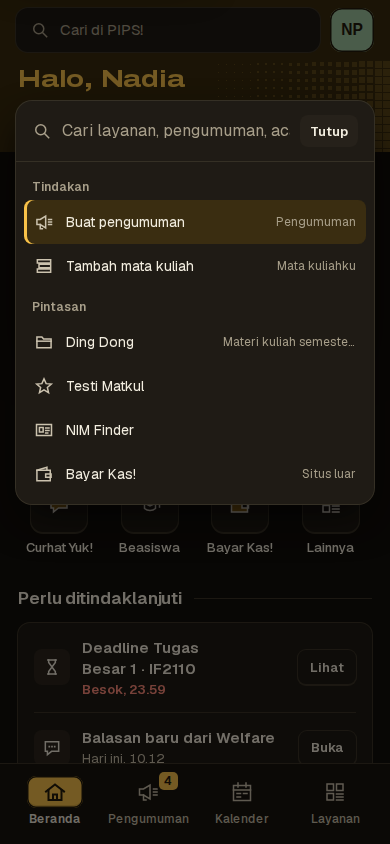 Cari di PIPS!
NP
Halo, Nadia
Cari layanan, pengumuman, ac
Tutup
Tindakan
Buat pengumuman
Pengumuman
Tambah mata kuliah
Mata kuliahku
Pintasan
Ding Dong
Materi kuliah semeste...
Testi Matkul
NIM Finder
Bayar Kas!
Situs luar
Curhat Yuk!
Beasiswa
Bayar Kas!
Lainnya
Perlu ditindaklanjuti
Deadline Tugas
Besar 1 · IF2110
Besok, 23.59
Lihat
Balasan baru dari Welfare
Hari ini, 10.12
Buka
4
Beranda
Pengumuman
Kalender
Layanan